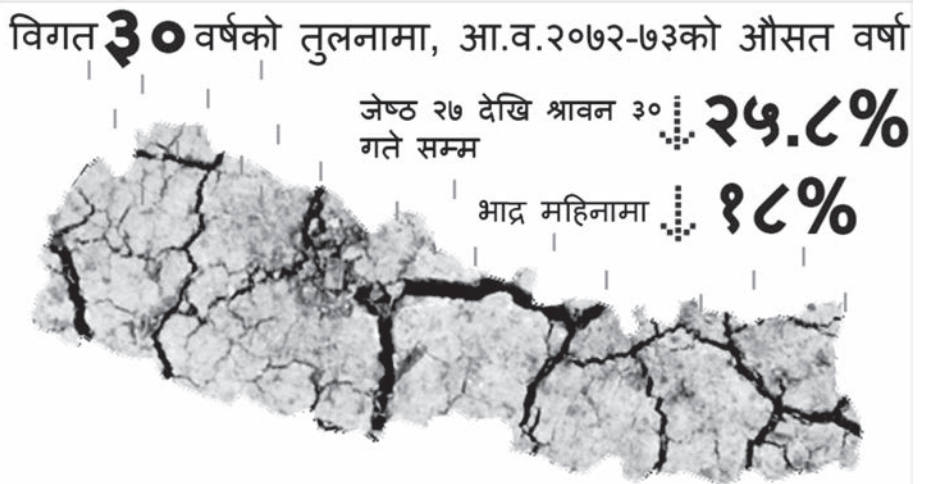 विगत ३० वर्षको तुलनामा, आ.व.२०७२-७३को औसत वर्षा
जेष्ठ २७ देखि श्रावन ३० २५.८%
गते सम्म
भाद्र महिनामा १८%